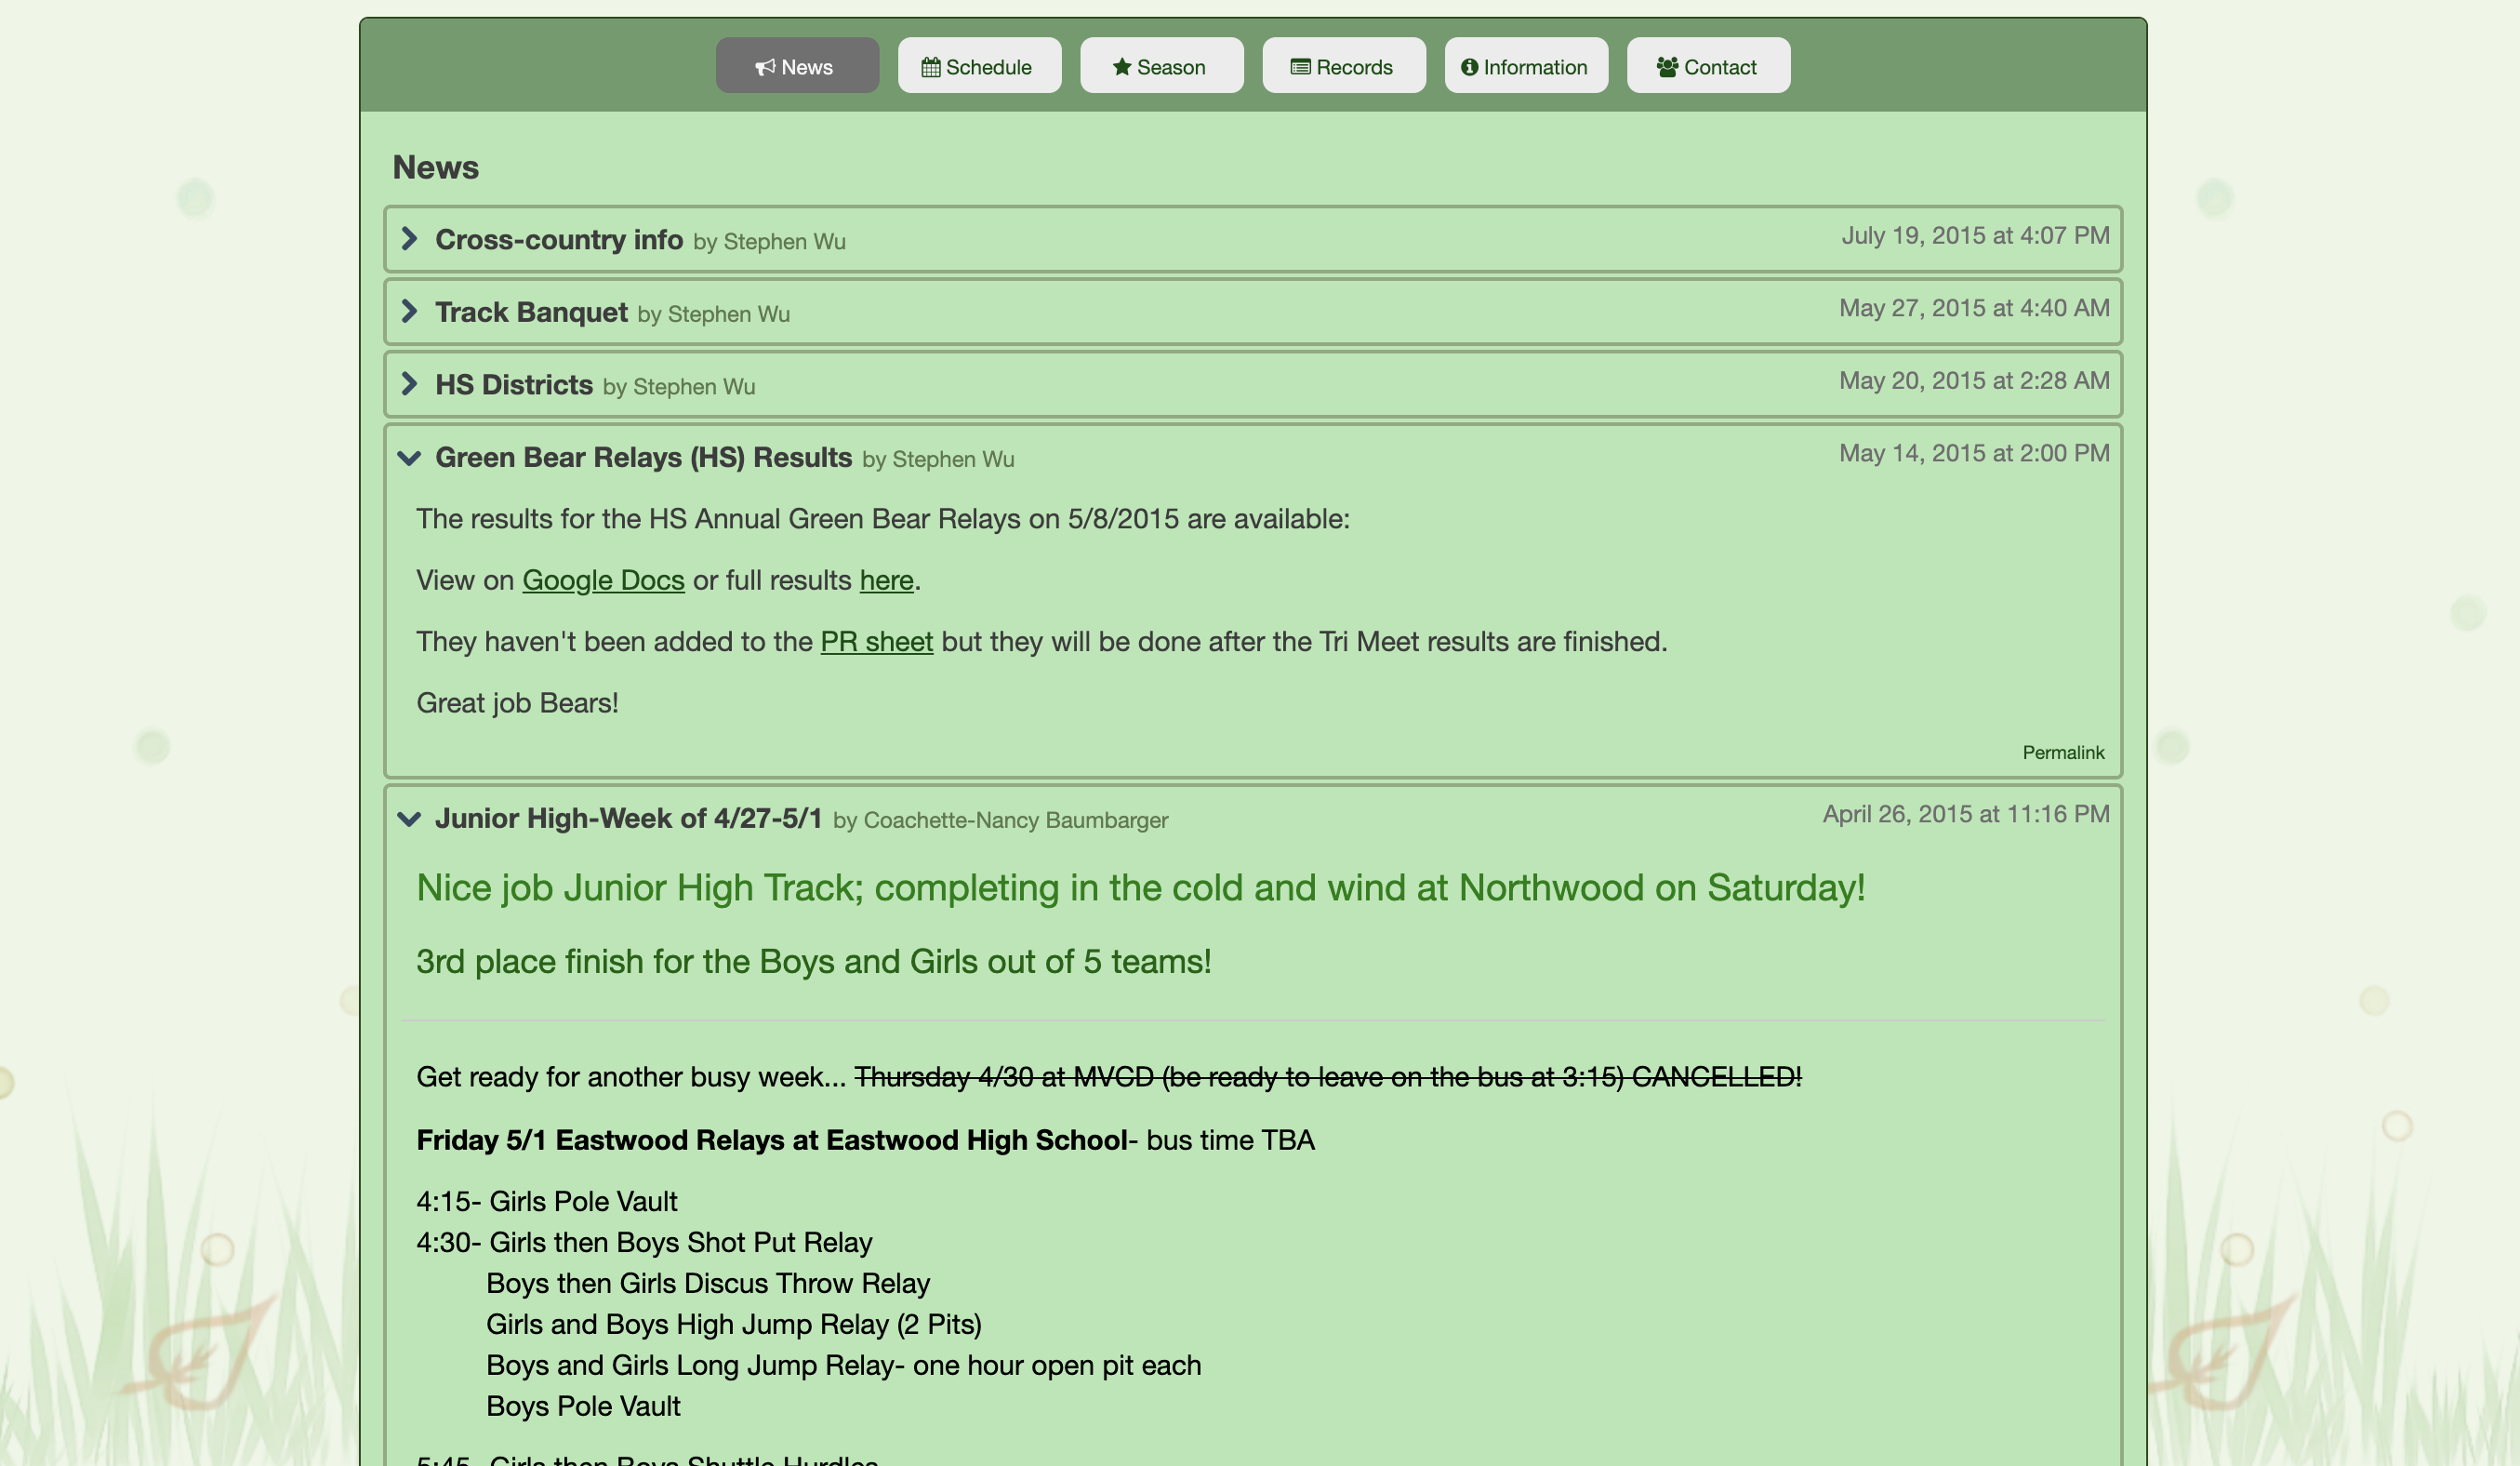 News
Schedule
Season
Records
Information
Contact
News
Cross-country info by Stephen Wu July 19, 2015 at 4:07 PM
Track Banquet by Stephen Wu May 27, 2015 at 4:40 AM
HS Districts by Stephen Wu May 20, 2015 at 2:28 AM
Green Bear Relays (HS) Results by Stephen Wu May 14, 2015 at 2:00 PM
The results for the HS Annual Green Bear Relays on 5/8/2015 are available:
View on Google Docs or full results here.
They haven't been added to the PR sheet but they will be done after the Tri Meet results are finished.
Great job Bears!
Permalink
Junior High-Week of 4/27-5/1 by Coachette-Nancy Baumbarger April 26, 2015 at 11:16 PM
Nice job Junior High Track; completing in the cold and wind at Northwood on Saturday!
3rd place finish for the Boys and Girls out of 5 teams!
Get ready for another busy week... Thursday 4/30 at MVCD (be ready to leave on the bus at 3:15) CANCELLED!
Friday 5/1 Eastwood Relays at Eastwood High School- bus time TBA
4:15- Girls Pole Vault
4:30- Girls then Boys Shot Put Relay
Boys then Girls Discus Throw Relay
Girls and Boys High Jump Relay (2 Pits)
Boys and Girls Long Jump Relay- one hour open pit each
Boys Pole Vault
5:45- Girls then Boys Shuttle Hurdles